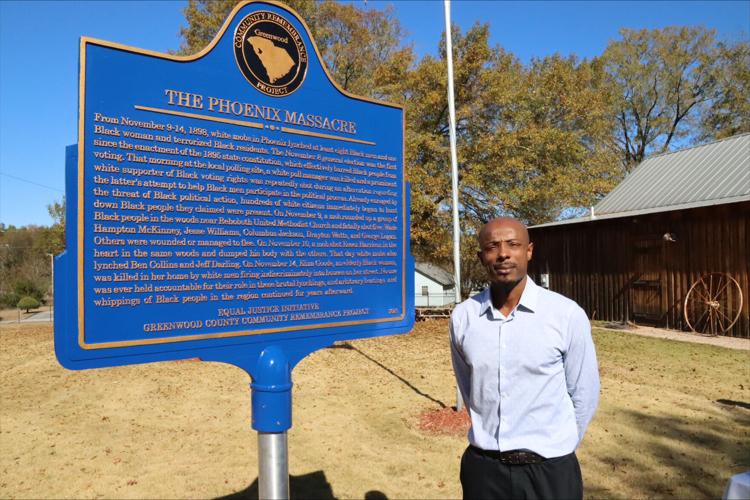 COMMUNITY REMEMBRANCE
Greenwood
PROJECT
THE PHOENIX MASSACRE
From November 9-14, 1898, white mobs in Phoenix lynched at least eight Black men and one
Black woman and terrorized Black residents. The November 8 general election was the first
since the enactment of the 1895 state constitution, which effectively barred Black people from
voting. That morning at the local polling site, a white poll manager was killed and a prominent
white supporter of Black voting rights was repeatedly shot during an altercation regarding
the latter's attempt to help Black men participate in the political process. Already enraged by
the threat of Black political action, hundreds of white citizens immediately began to hunt
down Black people they claimed were present. On November 9, a mob rounded up a group of
Black people in the woods near Rehoboth United Methodist Church and fatally shot five, Wade
Hampton McKinney, Jesse Williams, Columbus Jackson, Drayton Watts, and George Logan.
Others were wounded or managed to flee. On November 10, a mob shot Essex Harrison in the
heart in the same woods and dumped his body with the others. That day white mobs also
lynched Ben Collins and Jeff Darling. On November 14, Eliza Goode, an elderly Black woman,
was killed in her home by white men firing indiscriminately into houses on her street. No one
was ever held accountable for their role in these brutal lynchings, and arbitrary beatings and
whippings of Black people in the region continued for years afterward.
EQUAL JUSTICE INITIATIVE
GREENWOOD COUNTY COMMUNITY REMEMBRANCE PROJECT